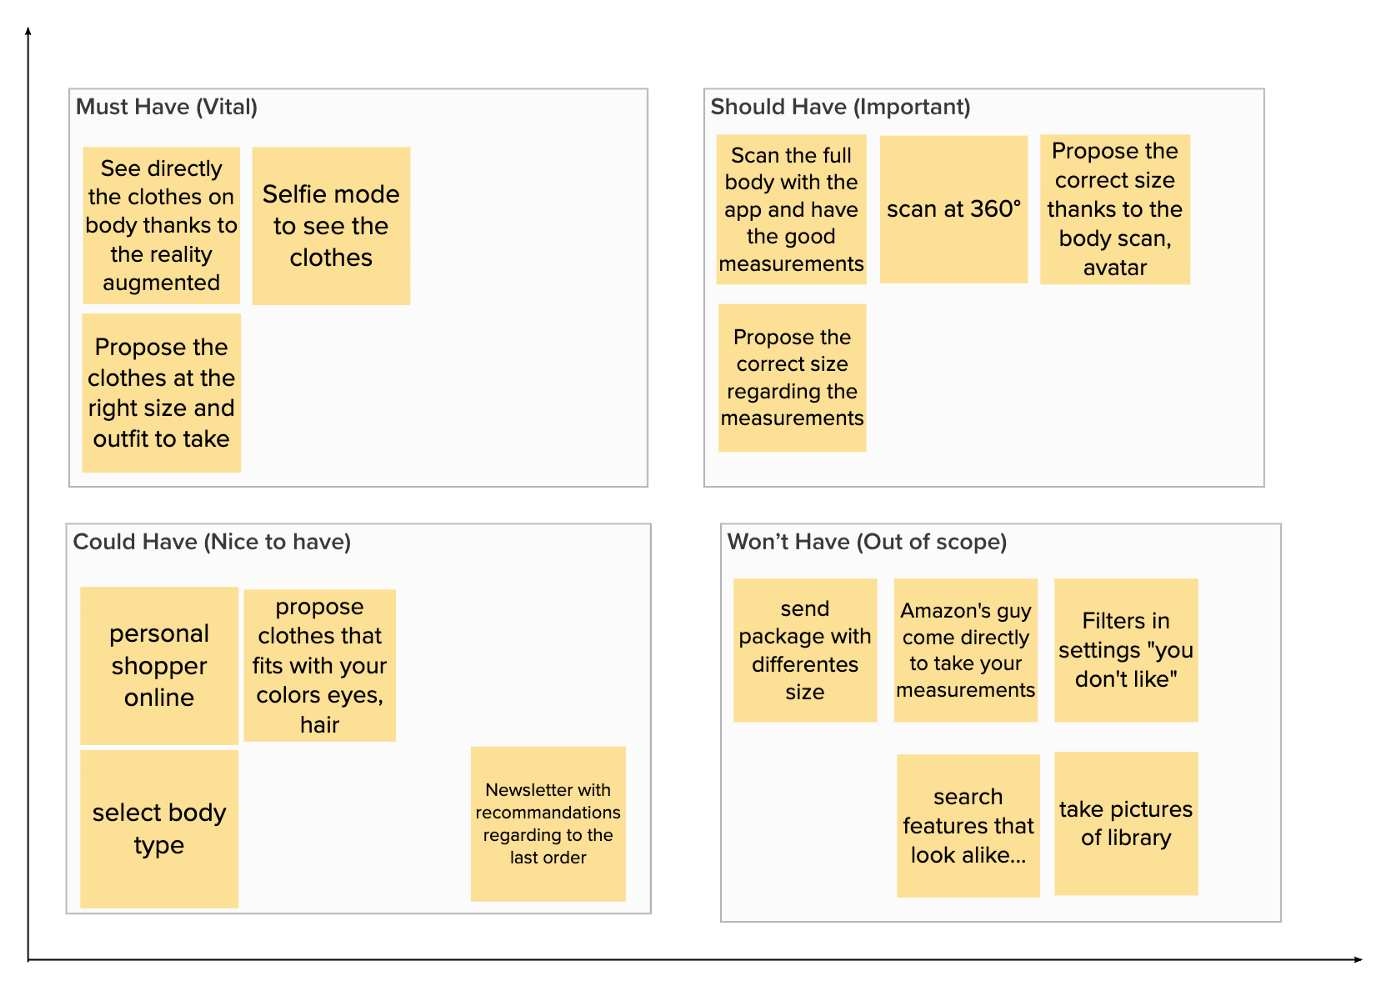 Must Have (Vital)
See directly
the clothes on
body thanks to
the reality
augmented
Selfie mode
to see the
clothes
Propose the
clothes at the
right size and
outfit to take
Should Have (Important)
Scan the full
body with the
app and have
the good
measurements
scan at 360°
Propose the
correct size
thanks to the
body scan,
avatar
Propose the
correct size
regarding the
measurements
Could Have (Nice to have)
personal
shopper
online
propose
clothes that
fits with your
colors eyes,
hair
select body
type
Newsletter with
recommandations
regarding to the
last order
Won’t Have (Out of scope)
send
package with
differentes
size
Amazon's guy
come directly
to take your
measurements
Filters in
settings "you
don't like"
search
features that
look alike...
take pictures
of library